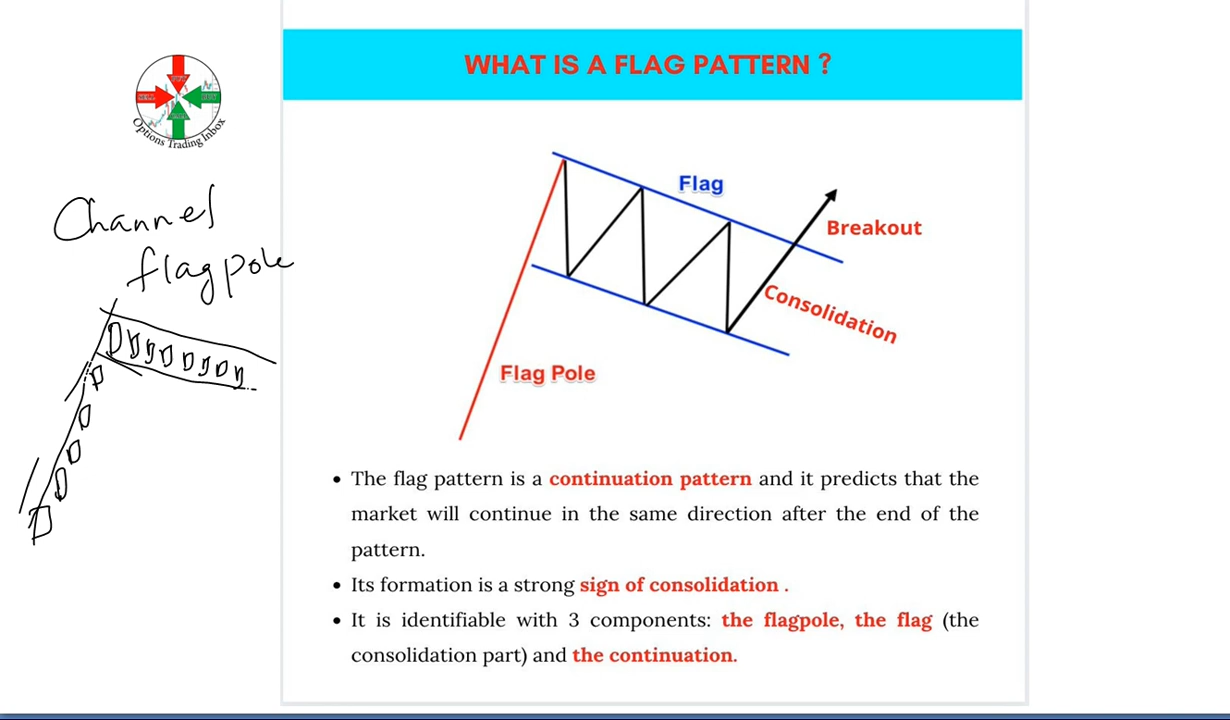 WHAT IS A FLAG PATTERN ?
Options Trading Inbox
Channel
flagpole
Flag
Breakout
Consolidation
Flag Pole
• The flag pattern is a continuation pattern and it predicts that the
market will continue in the same direction after the end of the
pattern.
• Its formation is a strong sign of consolidation .
• It is identifiable with 3 components: the flagpole, the flag (the
consolidation part) and the continuation.